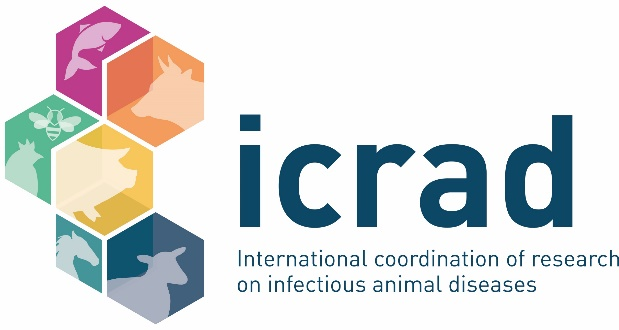 icrad
International coordination of research
on infectious animal diseases